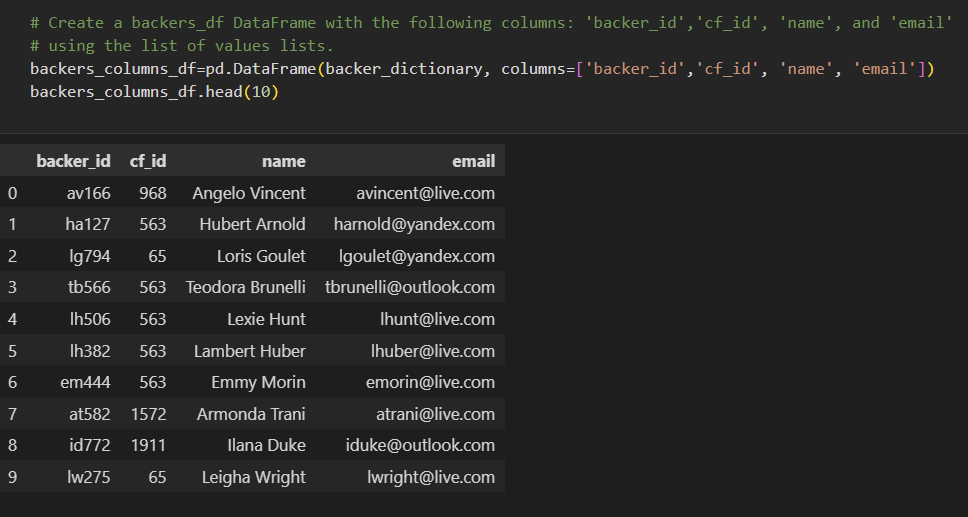 # Create a backers_df DataFrame with the following columns: 'backer_id','cf_id', 'name', and 'email'
# using the list of values lists.
backers_columns_df=pd.DataFrame(backer_dictionary, columns=['backer_id','cf_id', 'name', 'email'])
backers_columns_df.head(10)
backer_id cf_id name email
0 av166 968 Angelo Vincent avincent@live.com
1 ha127 563 Hubert Arnold harnold@yandex.com
2 lg794 65 Loris Goulet lgoulet@yandex.com
3 tb566 563 Teodora Brunelli tbrunelli@outlook.com
4 lh506 563 Lexie Hunt lhunt@live.com
5 lh382 563 Lambert Huber lhuber@live.com
6 em444 563 Emmy Morin emorin@live.com
7 at582 1572 Armonda Trani atrani@live.com
8 id772 1911 Ilana Duke iduke@outlook.com
9 lw275 65 Leigha Wright lwright@live.com